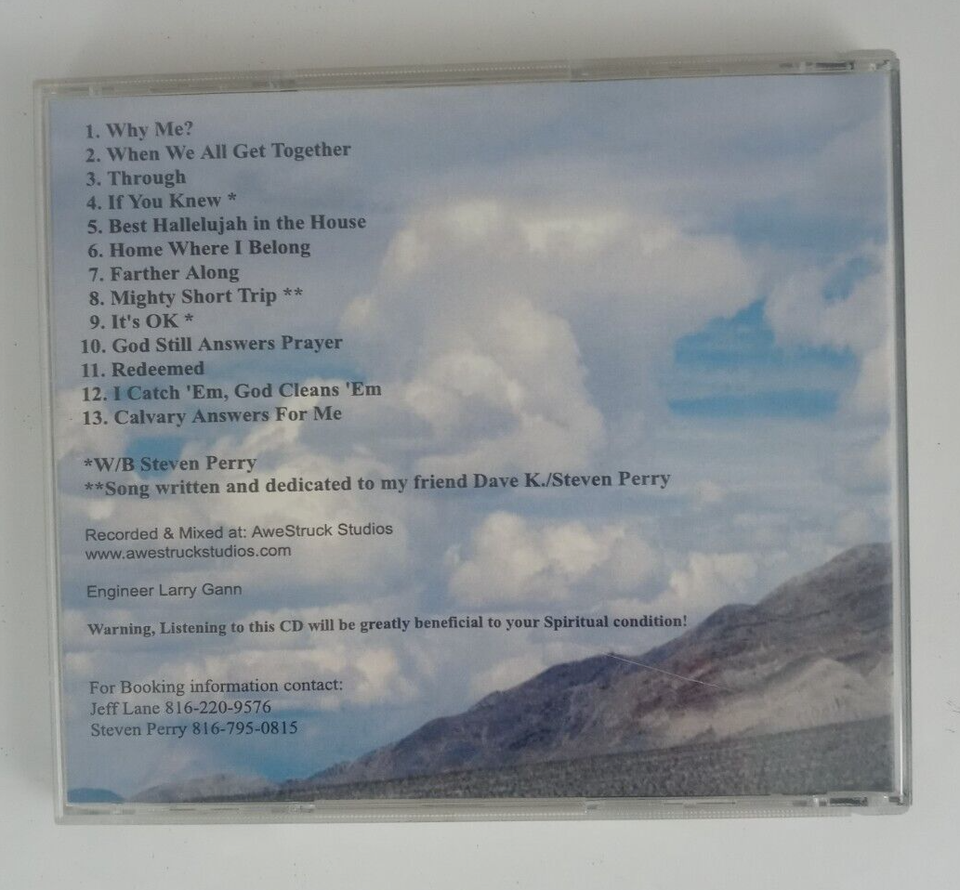 1. Why Me?
2. When We All Get Together
3. Through
4. If You Knew *
5. Best Hallelujah in the House
6. Home Where I Belong
7. Farther Along
8. Mighty Short Trip **
9. It's OK *
10. God Still Answers Prayer
11. Redeemed
12. I Catch 'Em, God Cleans 'Em
13. Calvary Answers For Me
*W/B Steven Perry
**Song written and dedicated to my friend Dave K./Steven Perry
Recorded & Mixed at: AweStruck Studios
www.awestruckstudios.com
Engineer Larry Gann
Warning, Listening to this CD will be greatly beneficial to your Spiritual condition!
For Booking information contact:
Jeff Lane 816-220-9576
Steven Perry 816-795-0815